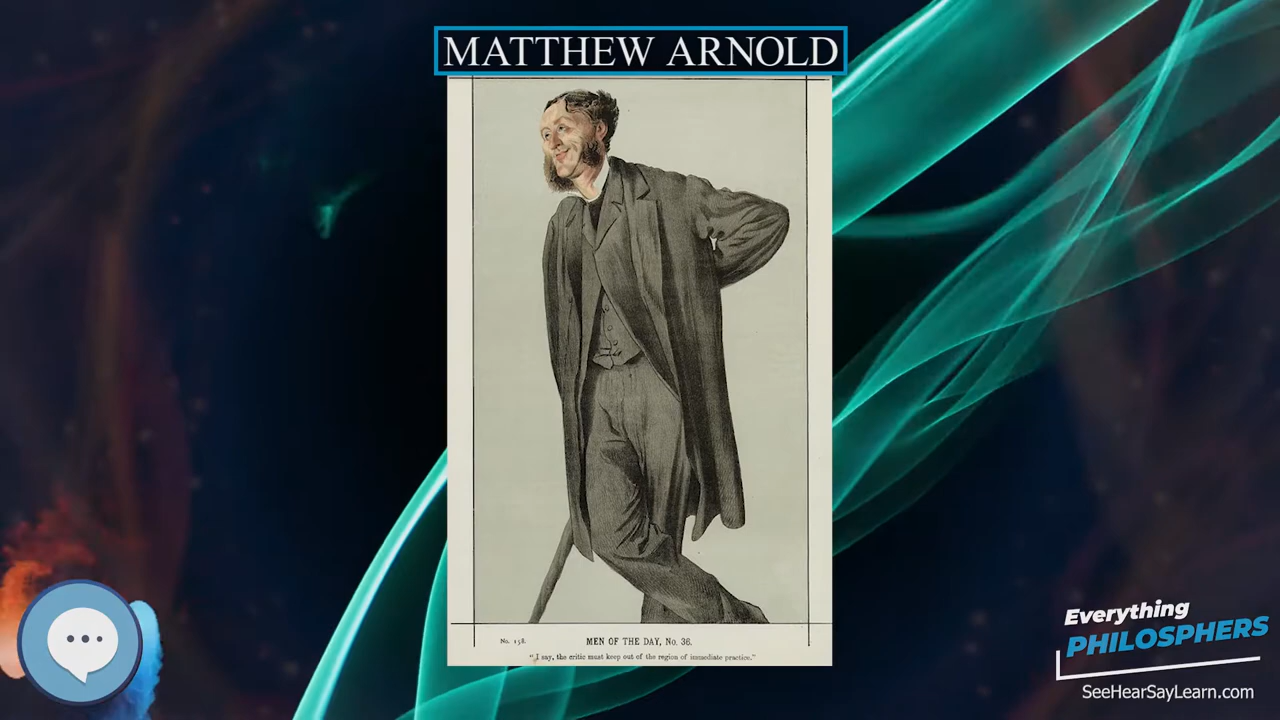 MATTHEW ARNOLD
No. 158.
MEN OF THE DAY, No. 36.
"I say, the critic must keep out of the region of immediate practice."
Everything
PHILOSPHERS
SeeHearSayLearn.com